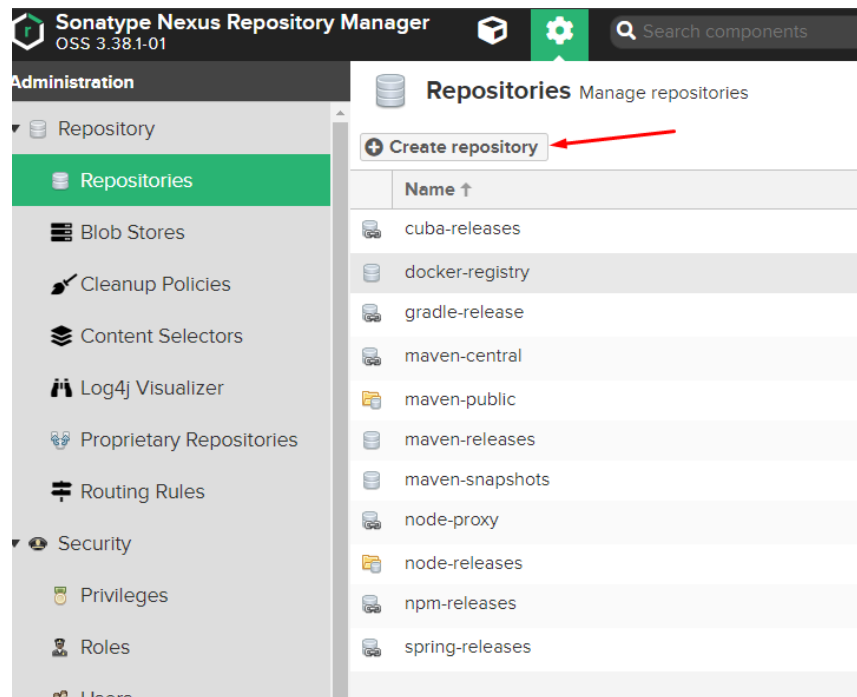 Sonatype Nexus Repository Manager
OSS 3.38.1-01
Search components
Administration
Repository
Repositories
Blob Stores
Cleanup Policies
Content Selectors
Log4j Visualizer
Proprietary Repositories
Routing Rules
Security
Privileges
Roles
Users
Repositories Manage repositories
Create repository
Name ↑
cuba-releases
docker-registry
gradle-release
maven-central
maven-public
maven-releases
maven-snapshots
node-proxy
node-releases
npm-releases
spring-releases